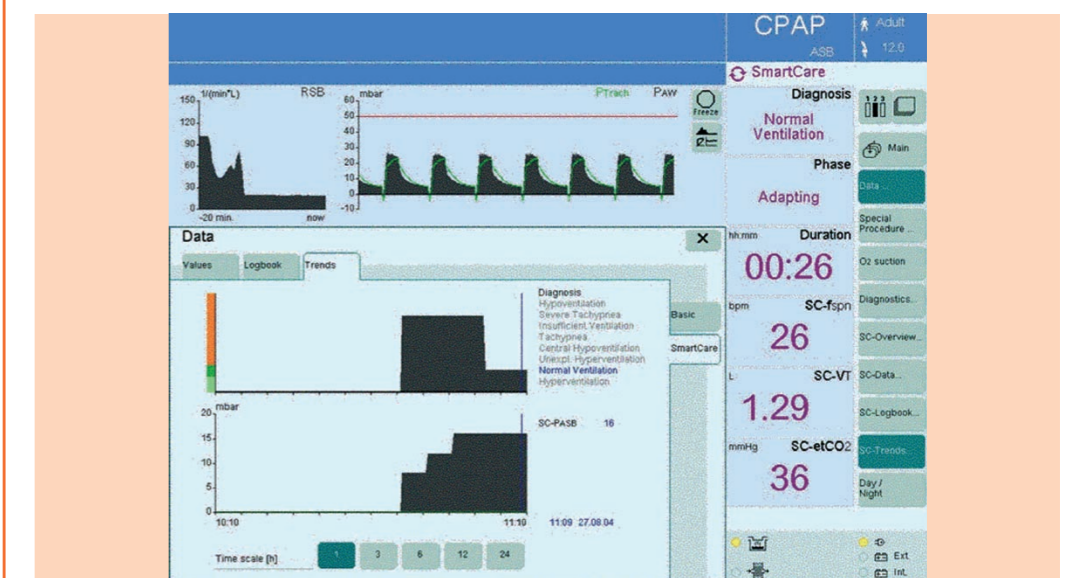 CPAP
ASB
Adult
12.0
SmartCare
150 1/(min*L) RSB
120
90
60
30
0
-20 min. now
60 mbar PTrach PAW
50
40
30
20
10
0
-10
Freeze
Diagnosis
Normal
Ventilation
Phase
Adapting
hh:mm Duration
00:26
bpm SC-fspn
26
L SC-VT
1.29
mmHg SC-etCO2
36
1 2 3
Main
Data ...
Special
Procedure ...
O2 suction
Diagnostics...
SC-Overview...
SC-Data...
SC-Logbook...
SC-Trends...
Day /
Night
Ext.
Int.
Data
Values Logbook Trends
Basic
SmartCare
Diagnosis
Hypoventilation
Severe Tachypnea
Insufficient Ventilation
Tachypnea
Central Hypoventilation
Unexpl. Hyperventilation
Normal Ventilation
Hyperventilation
mbar
20
15
10
5
0
10:10 11:10
SC-PASB 16
11:09 27.08.04
Time scale [h] 1 3 6 12 24